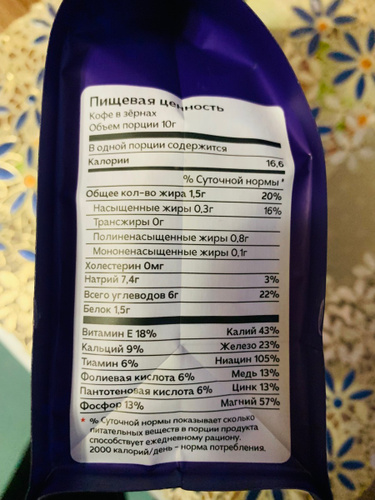 Пищевая ценность
Кофе в зёрнах
Объем порции 10г
В одной порции содержится
Калории 16,6
% Суточной нормы *
Общее кол-во жира 1,5г 20%
Насыщенные жиры 0,3г 16%
Трансжиры 0г
Полиненасыщенные жиры 0,8г
Мононенасыщенные жиры 0,1г
Холестерин 0мг
Натрий 7,4г 3%
Всего углеводов 6г 22%
Белок 1,5г
Витамин Е 18% Калий 43%
Кальций 9% Железо 23%
Тиамин 6% Ниацин 105%
Фолиевая кислота 6% Медь 13%
Пантотеновая кислота 6% Цинк 13%
Фосфор 13% Магний 57%
* % Суточной нормы показывает сколько
питательных веществ в порции продукта
способствует ежедневному рациону.
2000 калорий/день - норма потребления.